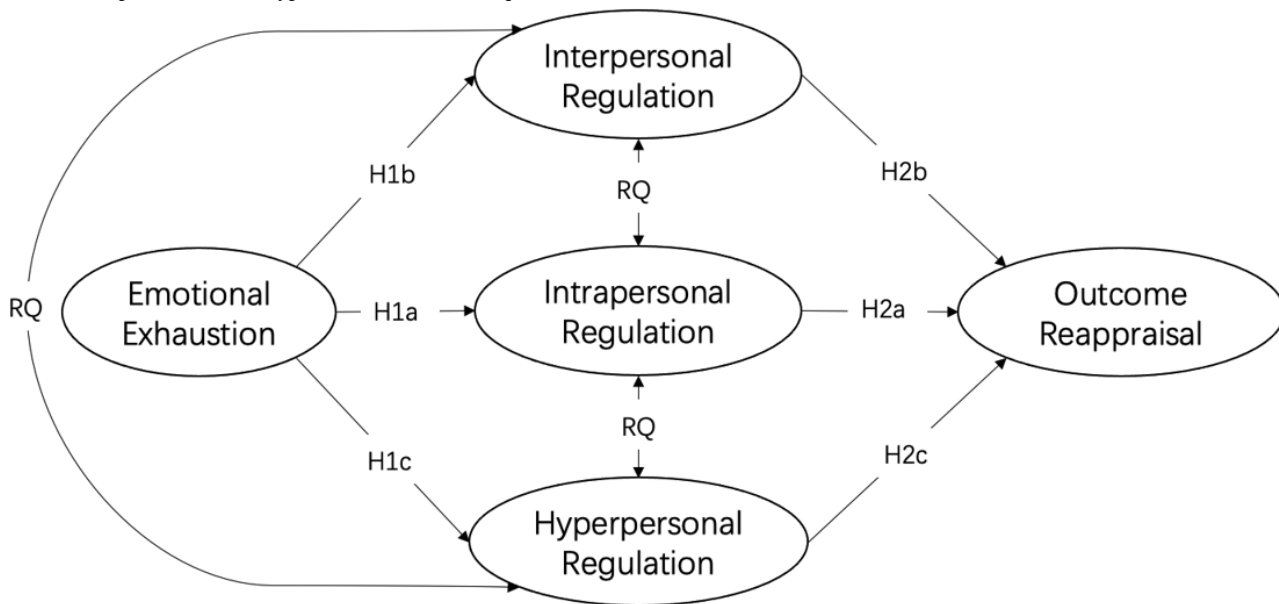 Interpersonal
Regulation
H1b
H2b
RQ
RQ
Emotional
Exhaustion
H1a
Intrapersonal
Regulation
H2a
Outcome
Reappraisal
RQ
H1c
H2c
Hyperpersonal
Regulation